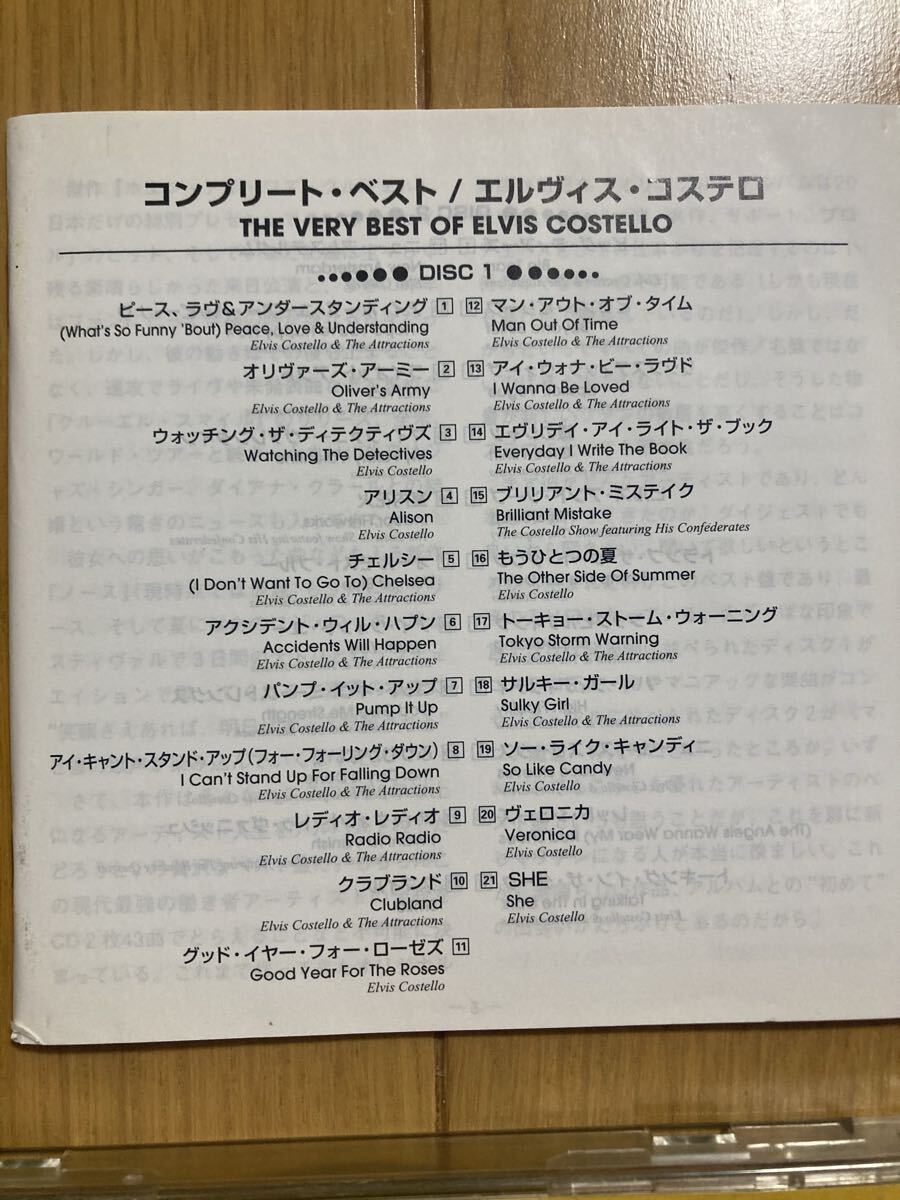 コンプリート・ベスト / エルヴィス・コステロ
THE VERY BEST OF ELVIS COSTELLO
DISC 1
ピース、ラヴ&アンダースタンディング 1
(What's So Funny 'Bout) Peace, Love & Understanding
Elvis Costello & The Attractions
オリヴァーズ・アーミー 2
Oliver's Army
Elvis Costello & The Attractions
ウォッチング・ザ・ディテクティヴズ 3
Watching The Detectives
Elvis Costello
アリスン 4
Alison
Elvis Costello
チェルシー 5
(I Don't Want To Go To) Chelsea
Elvis Costello & The Attractions
アクシデント・ウィル・ハプン 6
Accidents Will Happen
Elvis Costello & The Attractions
パンプ・イット・アップ 7
Pump It Up
Elvis Costello & The Attractions
アイ・キャント・スタンド・アップ(フォー・フォーリング・ダウン) 8
I Can't Stand Up For Falling Down
Elvis Costello & The Attractions
レディオ・レディオ 9
Radio Radio
Elvis Costello & The Attractions
クラブランド 10
Clubland
Elvis Costello & The Attractions
グッド・イヤー・フォー・ローゼズ 11
Good Year For The Roses
Elvis Costello
12 マン・アウト・オブ・タイム
Man Out Of Time
Elvis Costello & The Attractions
13 アイ・ウォナ・ビー・ラヴド
I Wanna Be Loved
Elvis Costello & The Attractions
14 エヴリデイ・アイ・ライト・ザ・ブック
Everyday I Write The Book
Elvis Costello & The Attractions
15 ブリリアント・ミステイク
Brilliant Mistake
The Costello Show featuring His Confederates
16 もうひとつの夏
The Other Side Of Summer
Elvis Costello
17 トーキョー・ストーム・ウォーニング
Tokyo Storm Warning
Elvis Costello & The Attractions
18 サルキー・ガール
Sulky Girl
Elvis Costello & The Attractions
19 ソー・ライク・キャンディ
So Like Candy
Elvis Costello
20 ヴェロニカ
Veronica
Elvis Costello
21 SHE
She
Elvis Costello